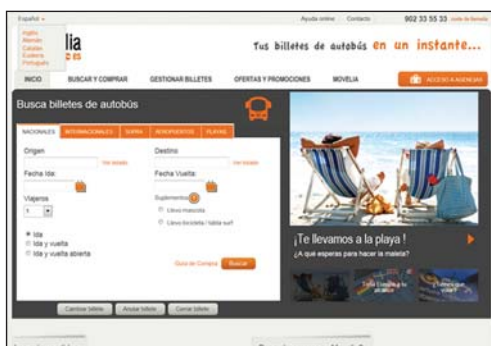 Español
Ayuda online
Contacto
902 33 55 33
Inglés
Alemán
Catalán
Euskera
Portugués
lia
Tus billetes de autobús en un instante...
INICIO
BUSCAR Y COMPRAR
GESTIONAR BILLETES
OFERTAS Y PROMOCIONES
MOVELIA
ACCESO A AGENCIAS
Busca billetes de autobús
NACIONALES
INTERNACIONALES
SUPRA
AEROPUERTOS
PLAYAS
Origen
Destino
Ver listado
Ver listado
Fecha Ida:
Fecha Vuelta:
Viajeros
Suplementos
1
Llevo mascota
Llevo bicicleta / tabla surf
Ida
Ida y vuelta
Ida y vuelta abierta
Guía de Compra
Buscar
¡Te llevamos a la playa !
¿A qué esperas para hacer la maleta?
Cambiar billete
Anular billete
Cerrar billete